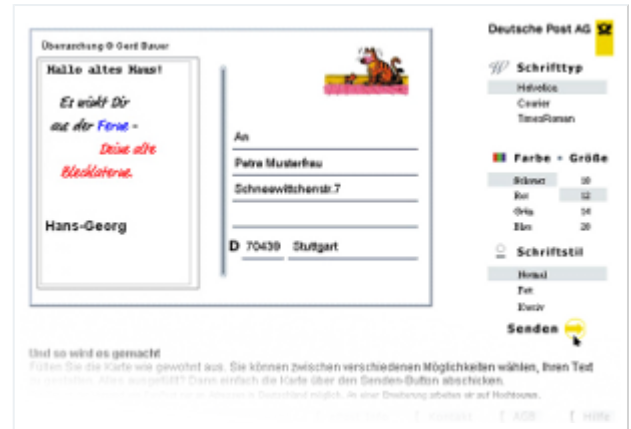 Überraschung © Gerd Bauer
Hallo altes Haus!
Es winkt Dir
aus der Ferne -
Deine alte
Blechlaterne.
Hans-Georg
An
Petra Musterfrau
Schneewittchenstr.7
D 70439 Stuttgart
Deutsche Post AG
Schrifttyp
Helvetica
Courier
TimesRoman
Farbe - Größe
Schwarz 10
Rot 12
Grün 14
Blau 20
Schriftstil
Normal
Fett
Kursiv
Senden
Und so wird es gemacht
Füllen Sie die Karte wie gewohnt aus. Sie können zwischen verschiedenen Möglichkeiten wählen, Ihren Text
zu gestalten. Alles ausgefüllt? Dann einfach die Karte über den Senden-Button abschicken.
[ AGB [ Hilfe